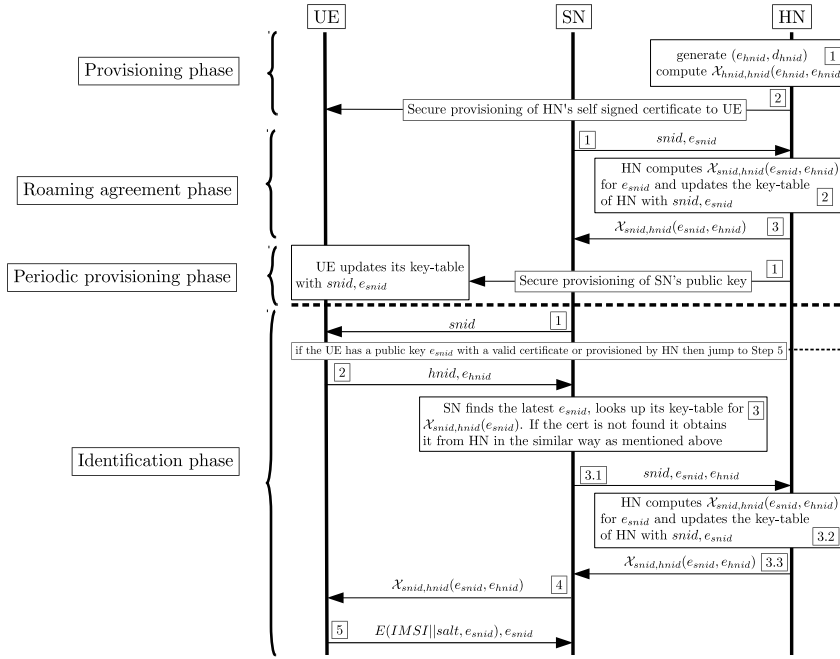 UE
SN
HN
Provisioning phase
generate (e_hnid, d_hnid) 1
compute 𝒳_hnid,hnid(e_hnid, e_hnid
2
Secure provisioning of HN's self signed certificate to UE
Roaming agreement phase
1 snid, e_snid
HN computes 𝒳_snid,hnid(e_snid, e_hnid)
for e_snid and updates the key-table
of HN with snid, e_snid 2
𝒳_snid,hnid(e_snid, e_hnid) 3
Periodic provisioning phase
UE updates its key-table
with snid, e_snid
Secure provisioning of SN's public key 1
Identification phase
snid 1
if the UE has a public key e_snid with a valid certificate or provisioned by HN then jump to Step 5
2 hnid, e_hnid
SN finds the latest e_snid, looks up its key-table for 3
𝒳_snid,hnid(e_snid). If the cert is not found it obtains
it from HN in the similar way as mentioned above
3.1 snid, e_snid, e_hnid
HN computes 𝒳_snid,hnid(e_snid, e_hnid)
for e_snid and updates the key-table
of HN with snid, e_snid 3.2
𝒳_snid,hnid(e_snid, e_hnid) 3.3
𝒳_snid,hnid(e_snid, e_hnid) 4
5 E(IMSI||salt, e_snid), e_snid